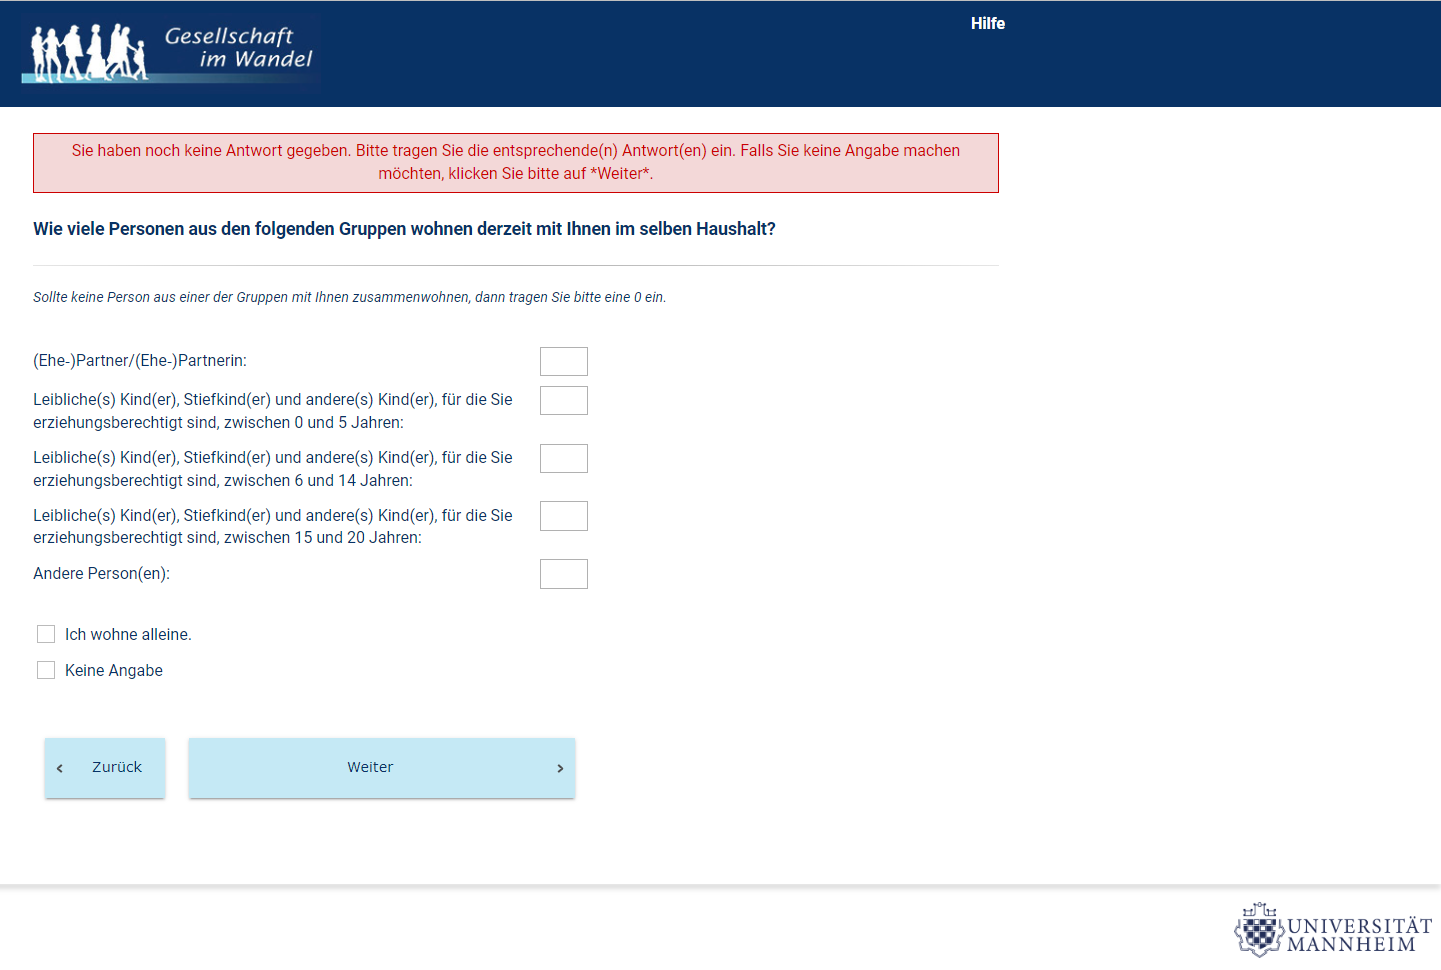 Gesellschaft
im Wandel
Hilfe
Sie haben noch keine Antwort gegeben. Bitte tragen Sie die entsprechende(n) Antwort(en) ein. Falls Sie keine Angabe machen
möchten, klicken Sie bitte auf *Weiter*.
Wie viele Personen aus den folgenden Gruppen wohnen derzeit mit Ihnen im selben Haushalt?
Sollte keine Person aus einer der Gruppen mit Ihnen zusammenwohnen, dann tragen Sie bitte eine 0 ein.
(Ehe-)Partner/(Ehe-)Partnerin:
Leibliche(s) Kind(er), Stiefkind(er) und andere(s) Kind(er), für die Sie
erziehungsberechtigt sind, zwischen 0 und 5 Jahren:
Leibliche(s) Kind(er), Stiefkind(er) und andere(s) Kind(er), für die Sie
erziehungsberechtigt sind, zwischen 6 und 14 Jahren:
Leibliche(s) Kind(er), Stiefkind(er) und andere(s) Kind(er), für die Sie
erziehungsberechtigt sind, zwischen 15 und 20 Jahren:
Andere Person(en):
Ich wohne alleine.
Keine Angabe
‹ Zurück
Weiter ›
UNIVERSITÄT
MANNHEIM